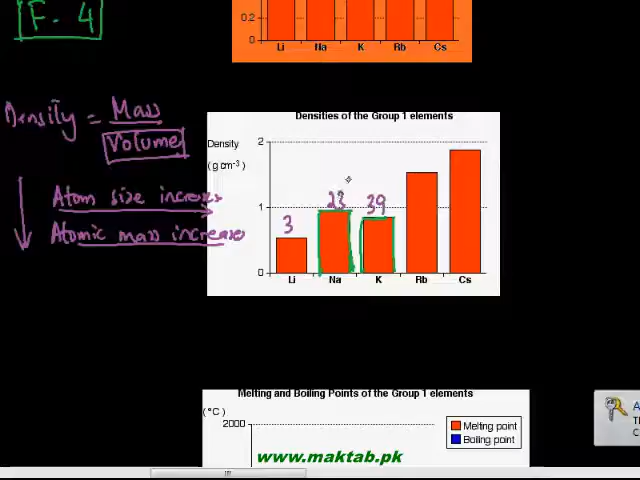 F. 4
0.2
0
Li Na K Rb Cs
Density = Mass
Volume
Atom size increases
Atomic mass increases
Densities of the Group 1 elements
Density
(g cm-3)
2
1
0
3 23 39
Li Na K Rb Cs
Melting and Boiling Points of the Group 1 elements
(°C)
2000
Melting point
Boiling point
www.maktab.pk